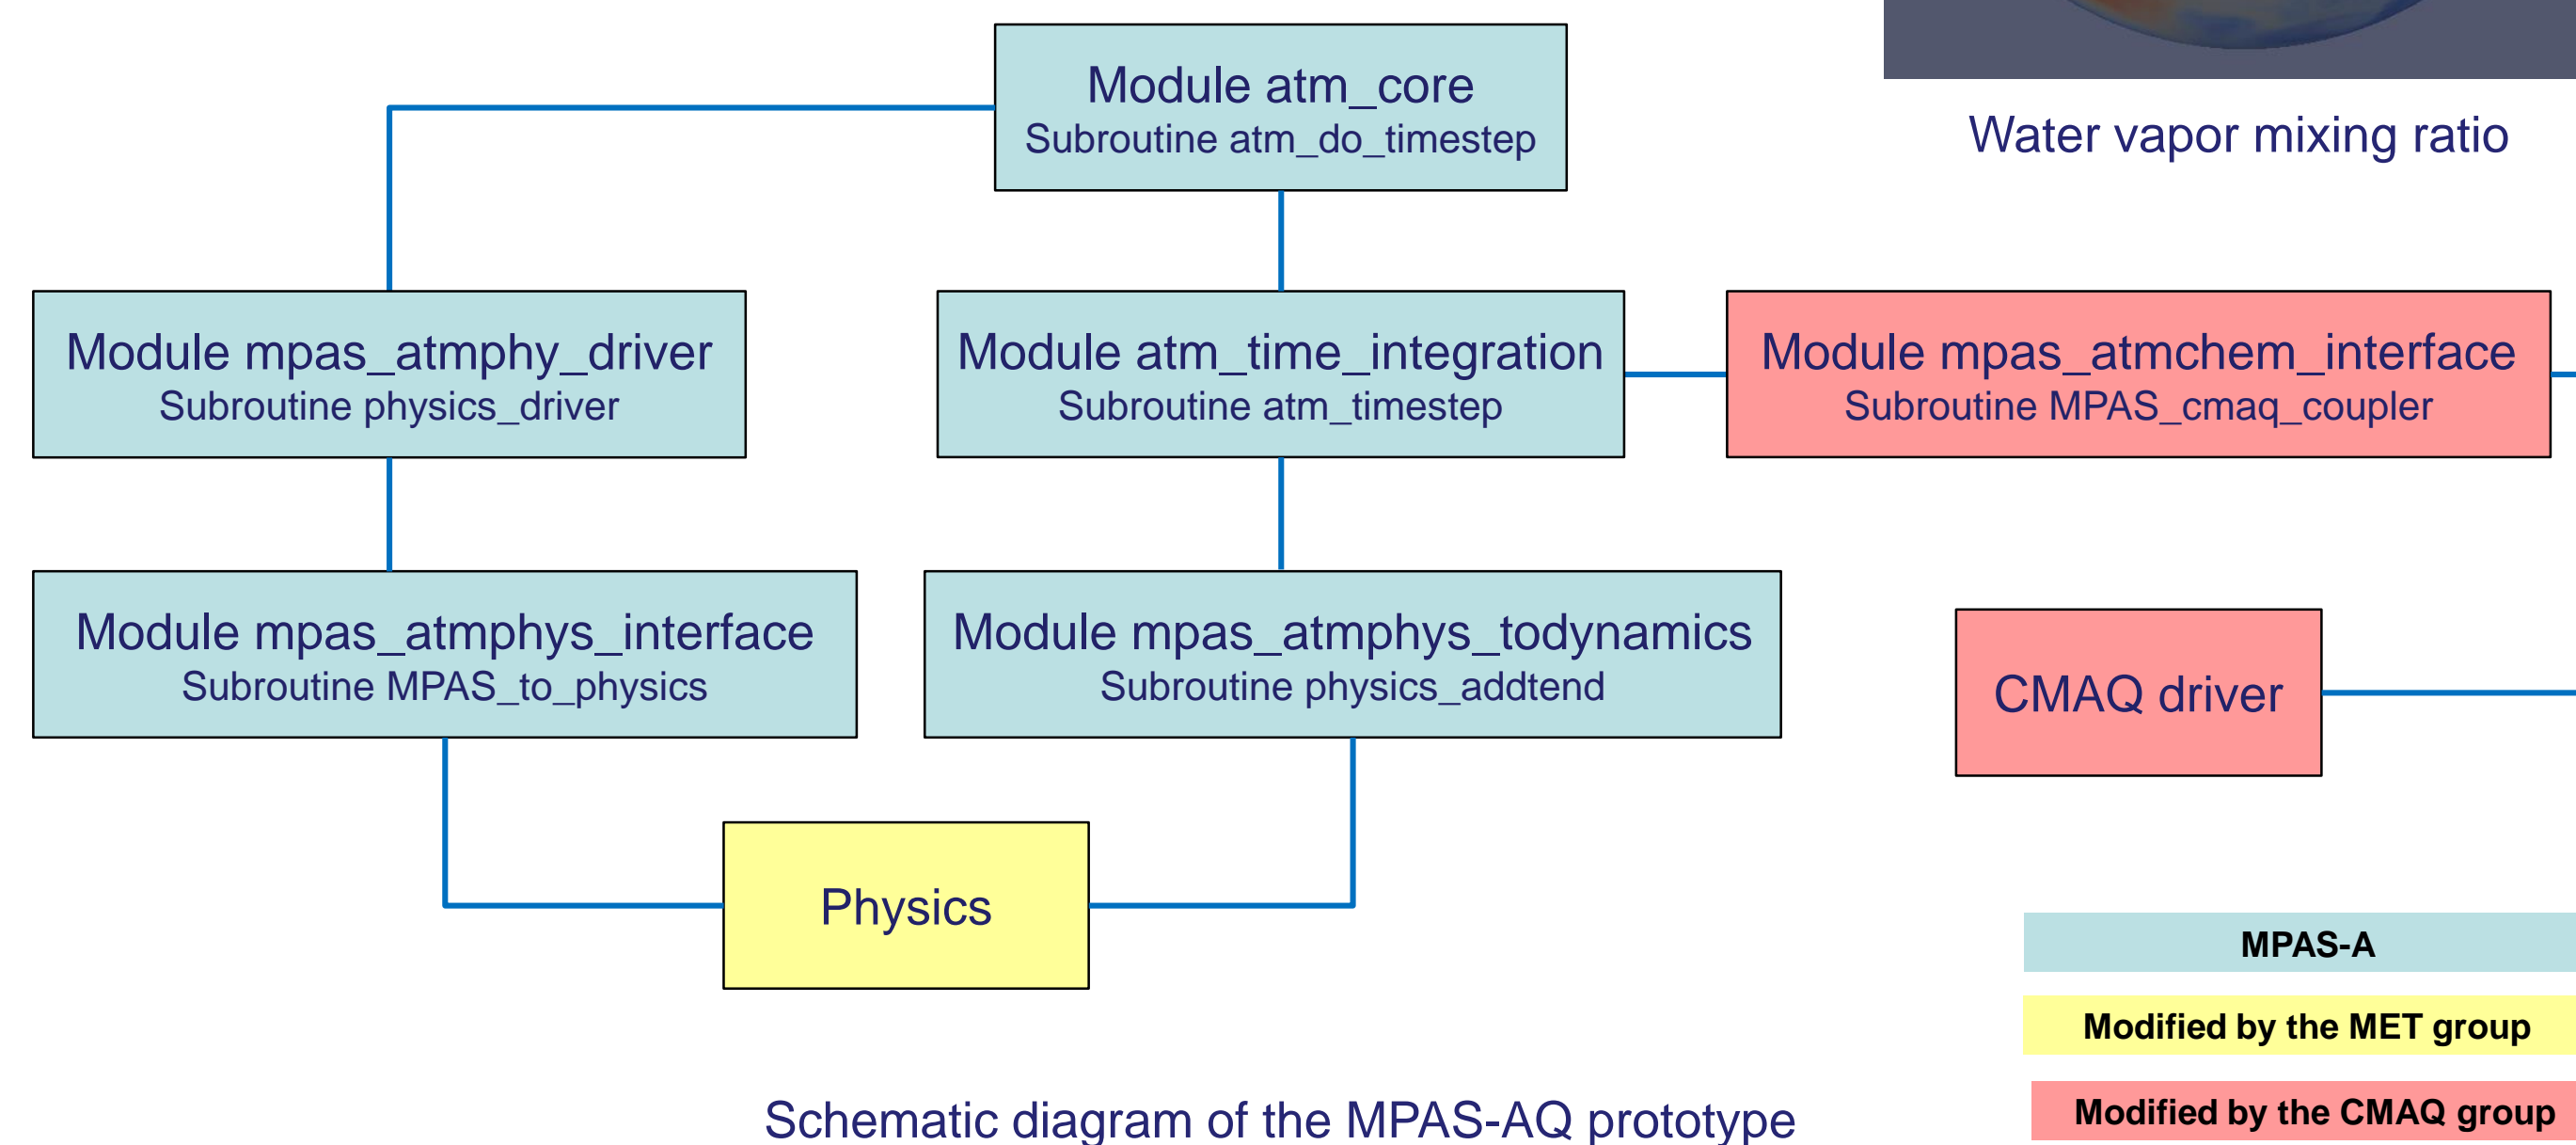 Module atm_core
Subroutine atm_do_timestep
Water vapor mixing ratio
Module mpas_atmphy_driver
Subroutine physics_driver
Module atm_time_integration
Subroutine atm_timestep
Module mpas_atmchem_interface
Subroutine MPAS_cmaq_coupler
Module mpas_atmphys_interface
Subroutine MPAS_to_physics
Module mpas_atmphys_todynamics
Subroutine physics_addtend
CMAQ driver
Physics
MPAS-A
Modified by the MET group
Modified by the CMAQ group
Schematic diagram of the MPAS-AQ prototype